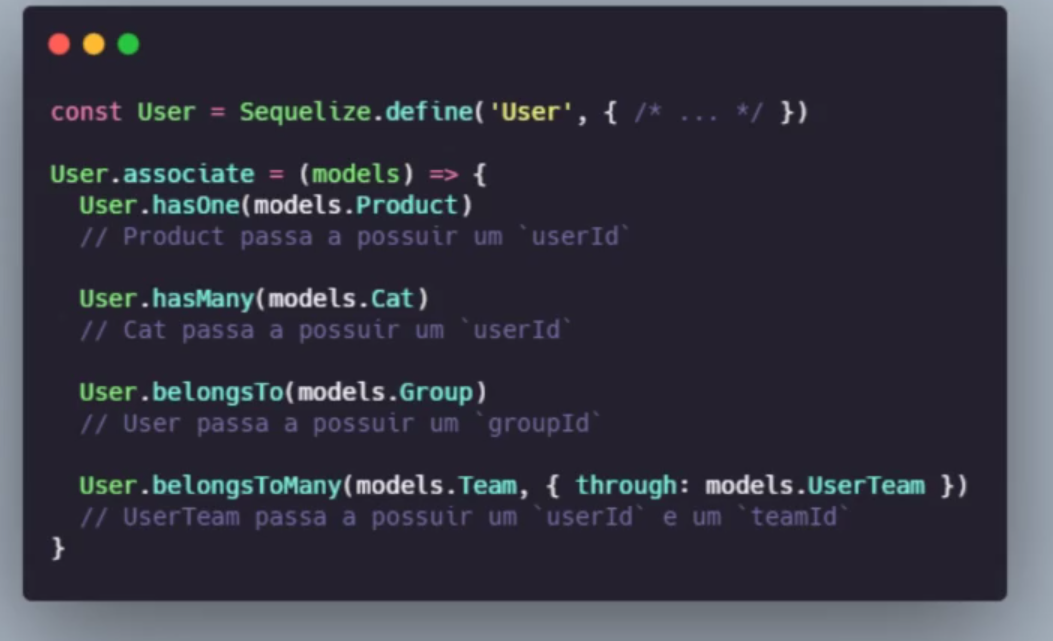 const User = Sequelize.define('User', { /* ... */ })
User.associate = (models) => {
User.hasOne(models.Product)
// Product passa a possuir um `userId`
User.hasMany(models.Cat)
// Cat passa a possuir um `userId`
User.belongsTo(models.Group)
// User passa a possuir um `groupId`
User.belongsToMany(models.Team, { through: models.UserTeam })
// UserTeam passa a possuir um `userId` e um `teamId`
}